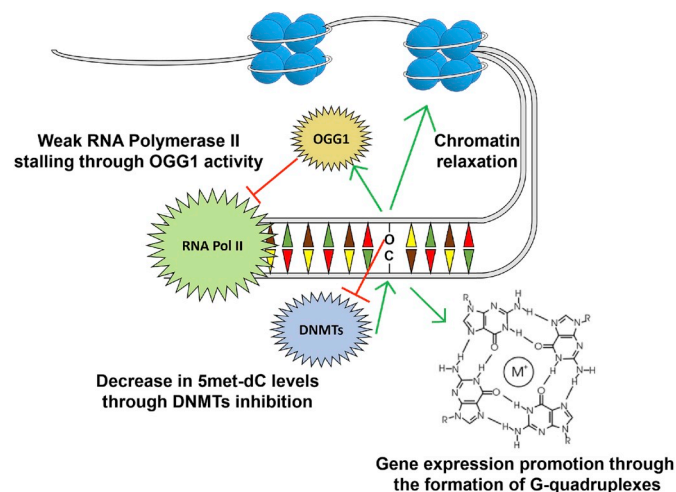 OGG1
Weak RNA Polymerase II
stalling through OGG1 activity
Chromatin
relaxation
RNA Pol II
O
C
DNMTs
Decrease in 5met-dC levels
through DNMTs inhibition
R
N
N
H
N
H
H
N
N
R
N
O
N
H
O
N
N
H
N
H
H
H
N
H
N
H
N
O
M+
H
N
H
N
N
R
N
N
H
O
H
N
O
N
N
H
N
H
N
N
R
Gene expression promotion through
the formation of G-quadruplexes